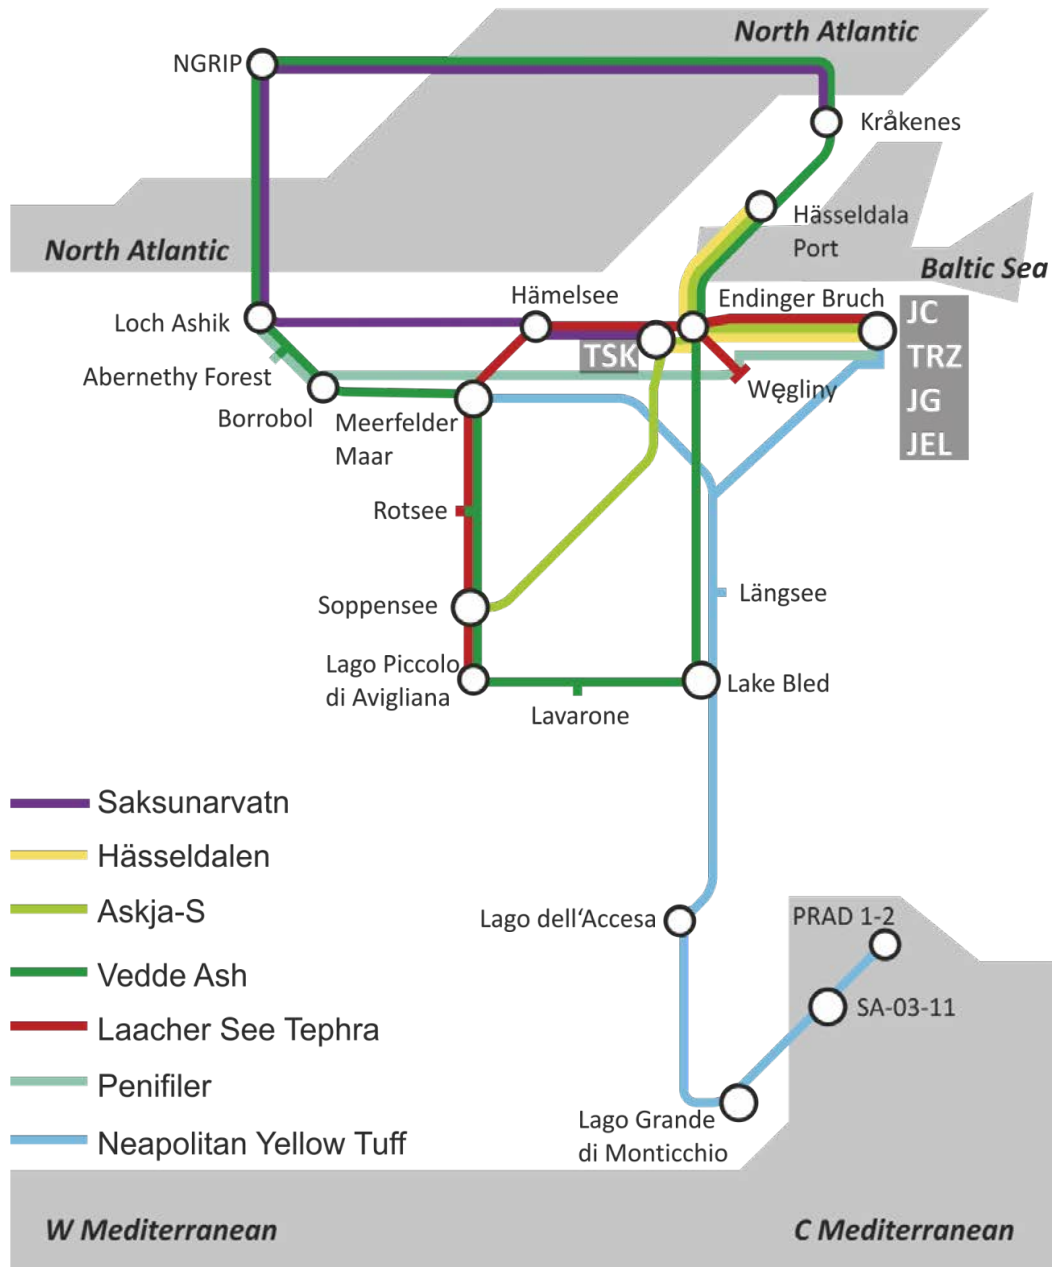 North Atlantic
NGRIP
Kråkenes
Hässeldala
Port
North Atlantic
Baltic Sea
Hämelsee
Endinger Bruch
JC
Loch Ashik
TSK
TRZ
Abernethy Forest
Węgliny
JG
Borrobol
Meerfelder
Maar
JEL
Rotsee
Längsee
Soppensee
Lago Piccolo
di Avigliana
Lake Bled
Lavarone
Saksunarvatn
Hässeldalen
Askja-S
Vedde Ash
Laacher See Tephra
Penifiler
Neapolitan Yellow Tuff
Lago dell‘Accesa
PRAD 1-2
SA-03-11
Lago Grande
di Monticchio
W Mediterranean
C Mediterranean